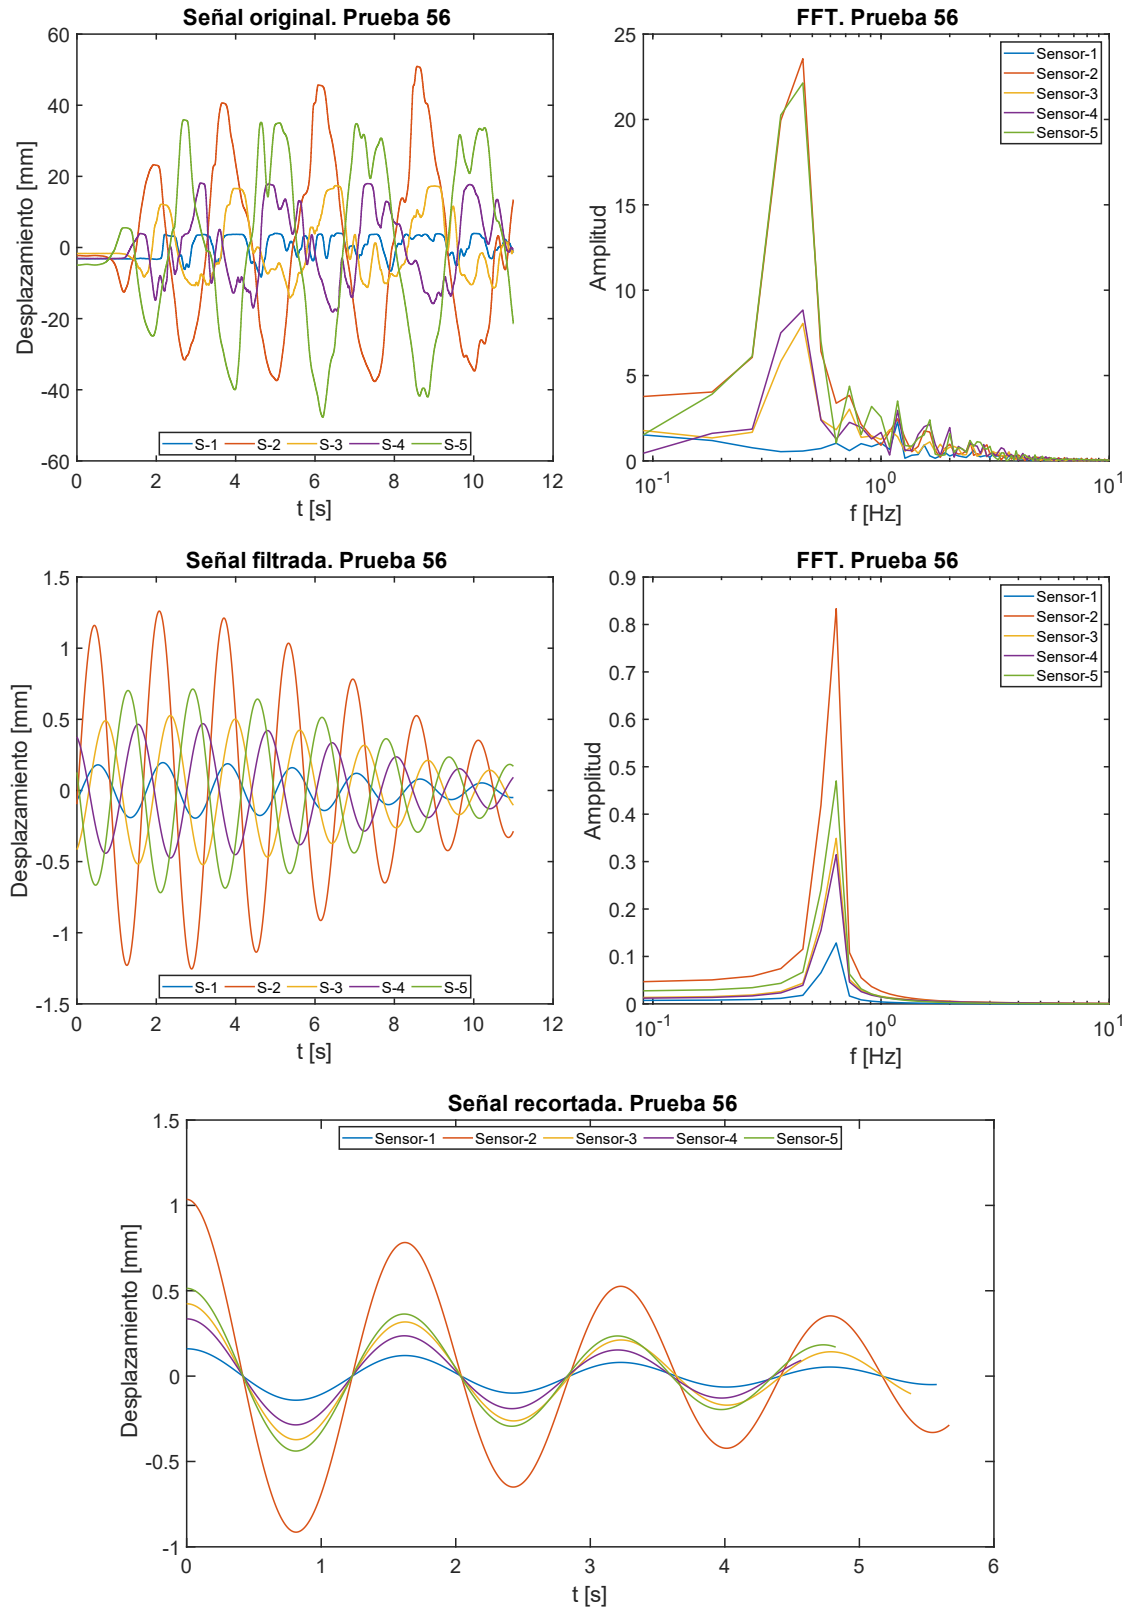 Señal original. Prueba 56
60
40
20
0
-20
-40
-60
Desplazamiento [mm]
S-1 S-2 S-3 S-4 S-5
0 2 4 6 8 10 12
t [s]
FFT. Prueba 56
25
20
15
10
5
0
Amplitud
Sensor-1
Sensor-2
Sensor-3
Sensor-4
Sensor-5
10-1 100 101
f [Hz]
Señal filtrada. Prueba 56
1.5
1
0.5
0
-0.5
-1
-1.5
Desplazamiento [mm]
S-1 S-2 S-3 S-4 S-5
0 2 4 6 8 10 12
t [s]
FFT. Prueba 56
0.9
0.8
0.7
0.6
0.5
0.4
0.3
0.2
0.1
0
Ampplitud
Sensor-1
Sensor-2
Sensor-3
Sensor-4
Sensor-5
10-1 100 101
f [Hz]
Señal recortada. Prueba 56
Sensor-1 Sensor-2 Sensor-3 Sensor-4 Sensor-5
1.5
1
0.5
0
-0.5
-1
Desplazamiento [mm]
0 1 2 3 4 5 6
t [s]